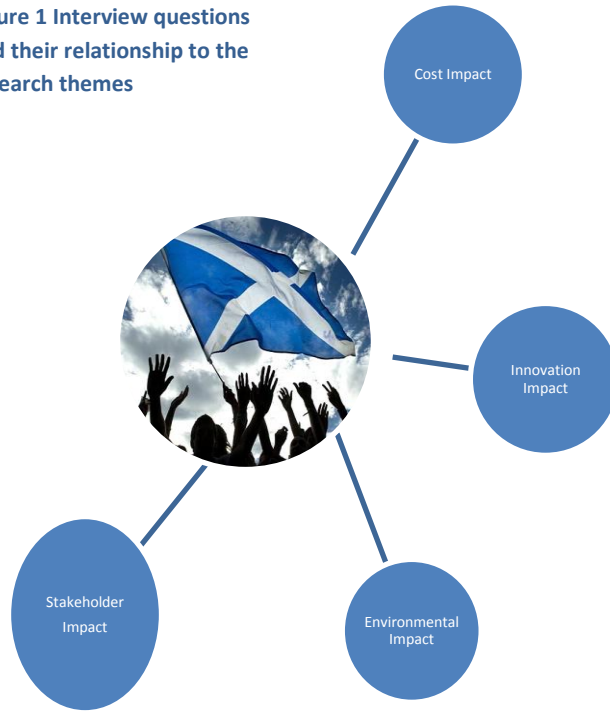 ure 1 Interview questions
d their relationship to the
earch themes
Cost Impact
Innovation
Impact
Environmental
Impact
Stakeholder
Impact